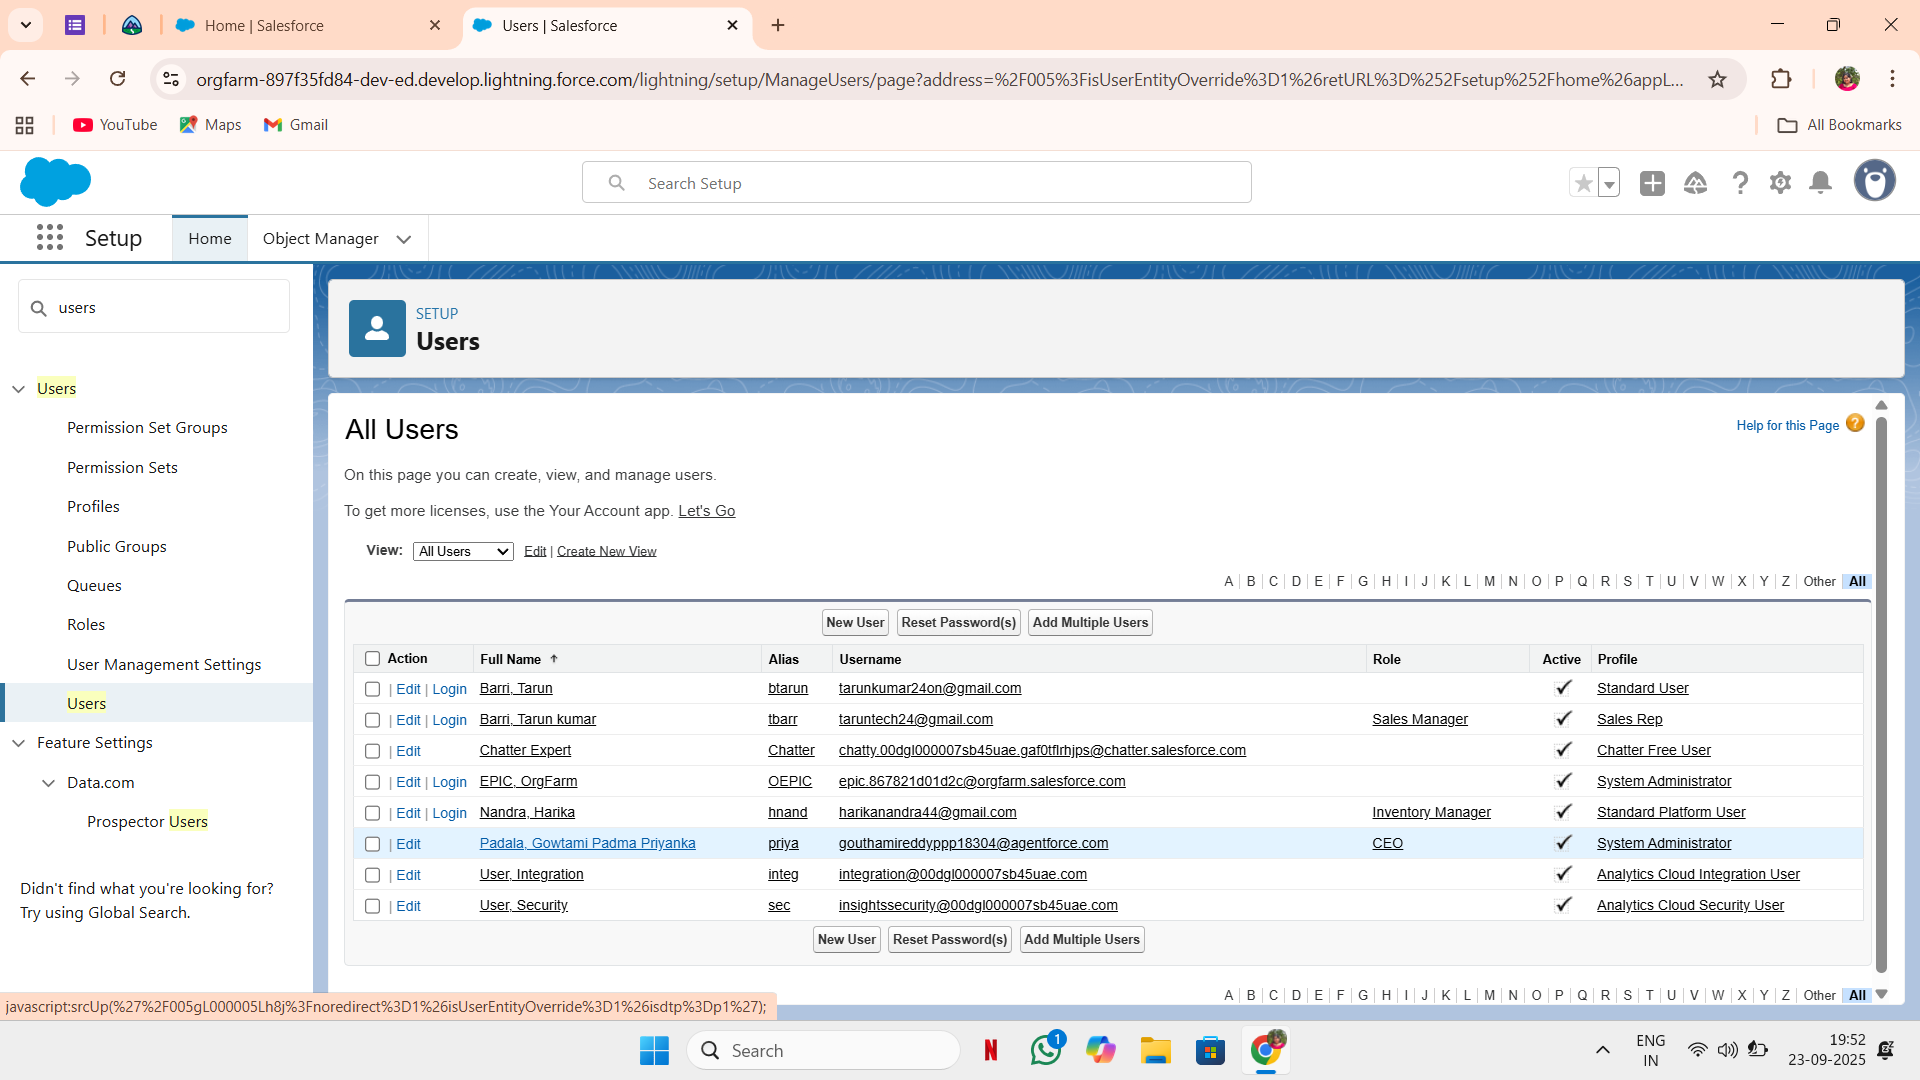 Home | Salesforce
Users | Salesforce
orgfarm-897f35fd84-dev-ed.develop.lightning.force.com/lightning/setup/ManageUsers/page?address=%2F005%3FisUserEntityOverride%3D1%26retURL%3D%252Fsetup%252Fhome%26appL...
YouTube
Maps
Gmail
All Bookmarks
Search Setup
Setup
Home
Object Manager
users
SETUP
Users
Users
Permission Set Groups
Permission Sets
Profiles
Public Groups
Queues
Roles
User Management Settings
Users
Feature Settings
Data.com
Prospector Users
Didn't find what you're looking for?
Try using Global Search.
All Users
Help for this Page ?
On this page you can create, view, and manage users.
To get more licenses, use the Your Account app. Let's Go
View: All Users Edit | Create New View
A | B | C | D | E | F | G | H | I | J | K | L | M | N | O | P | Q | R | S | T | U | V | W | X | Y | Z | Other All
New User Reset Password(s) Add Multiple Users
Action Full Name ↑ Alias Username Role Active Profile
| Edit | Login Barri, Tarun btarun tarunkumar24on@gmail.com ✓ Standard User
| Edit | Login Barri, Tarun kumar tbarr taruntech24@gmail.com Sales Manager ✓ Sales Rep
| Edit Chatter Expert Chatter chatty.00dgl000007sb45uae.gaf0tflrhjps@chatter.salesforce.com ✓ Chatter Free User
| Edit | Login EPIC, OrgFarm OEPIC epic.867821d01d2c@orgfarm.salesforce.com ✓ System Administrator
| Edit | Login Nandra, Harika hnand harikanandra44@gmail.com Inventory Manager ✓ Standard Platform User
| Edit Padala, Gowtami Padma Priyanka priya gouthamireddyppp18304@agentforce.com CEO ✓ System Administrator
| Edit User, Integration integ integration@00dgl000007sb45uae.com ✓ Analytics Cloud Integration User
| Edit User, Security sec insightssecurity@00dgl000007sb45uae.com ✓ Analytics Cloud Security User
New User Reset Password(s) Add Multiple Users
A | B | C | D | E | F | G | H | I | J | K | L | M | N | O | P | Q | R | S | T | U | V | W | X | Y | Z | Other All
javascript:srcUp(%27%2F005gL000005Lh8j%3Fnoredirect%3D1%26isUserEntityOverride%3D1%26isdtp%3Dp1%27);
Search
N
1
ENG
IN
19:52
23-09-2025